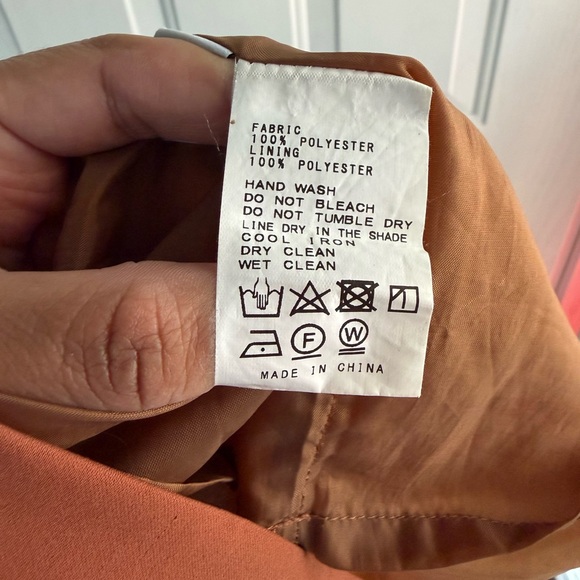 FABRIC
100% POLYESTER
LINING
100% POLYESTER
HAND WASH
DO NOT BLEACH
DO NOT TUMBLE DRY
LINE DRY IN THE SHADE
COOL IRON
DRY CLEAN
WET CLEAN
F W
MADE IN CHINA